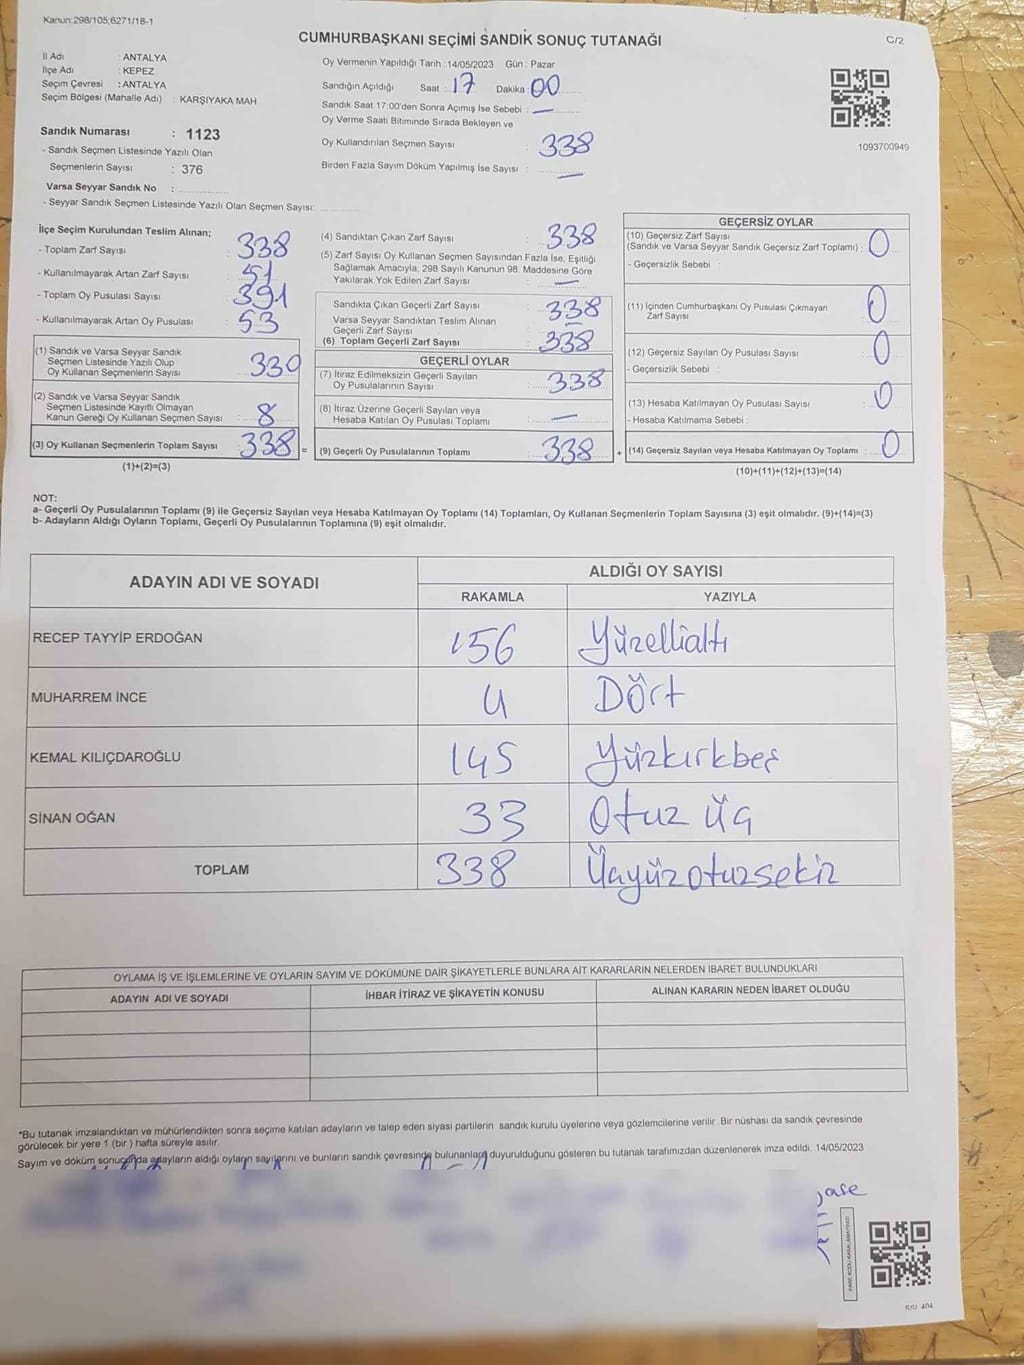 Kanun:298/105;6271/18-1
CUMHURBAŞKANI SEÇİMİ SANDIK SONUÇ TUTANAĞI
C/2
İl Adı : ANTALYA
İlçe Adı : KEPEZ
Seçim Çevresi : ANTALYA
Seçim Bölgesi (Mahalle Adı) : KARŞIYAKA MAH
Sandık Numarası : 1123
- Sandık Seçmen Listesinde Yazılı Olan
Seçmenlerin Sayısı : 376
Varsa Seyyar Sandık No :
- Seyyar Sandık Seçmen Listesinde Yazılı Olan Seçmen Sayısı:
Oy Vermenin Yapıldığı Tarih :14/05/2023 Gün : Pazar
Sandığın Açıldığı Saat : 17 Dakika : 00
Sandık Saat 17:00'den Sonra Açılmış İse Sebebi : —
Oy Verme Saati Bitiminde Sırada Bekleyen ve
Oy Kullandırılan Seçmen Sayısı : 338
Birden Fazla Sayım Döküm Yapılmış İse Sayısı : —
1093700949
İlçe Seçim Kurulundan Teslim Alınan;
- Toplam Zarf Sayısı : 338
- Kullanılmayarak Artan Zarf Sayısı : 51
- Toplam Oy Pusulası Sayısı : 391
- Kullanılmayarak Artan Oy Pusulası : 53
(1) Sandık ve Varsa Seyyar Sandık
Seçmen Listesinde Yazılı Olup
Oy Kullanan Seçmenlerin Sayısı : 330
(2) Sandık ve Varsa Seyyar Sandık
Seçmen Listesinde Kayıtlı Olmayan
Kanun Gereği Oy Kullanan Seçmen Sayısı : 8
(3) Oy Kullanan Seçmenlerin Toplam Sayısı : 338 =
(1)+(2)=(3)
(4) Sandıktan Çıkan Zarf Sayısı : 338
(5) Zarf Sayısı Oy Kullanan Seçmen Sayısından Fazla İse, Eşitliği
Sağlamak Amacıyla; 298 Sayılı Kanunun 98. Maddesine Göre
Yakılarak Yok Edilen Zarf Sayısı : —
Sandıkta Çıkan Geçerli Zarf Sayısı : 338
Varsa Seyyar Sandıktan Teslim Alınan
Geçerli Zarf Sayısı : —
(6) Toplam Geçerli Zarf Sayısı : 338
GEÇERLİ OYLAR
(7) İtiraz Edilmeksizin Geçerli Sayılan
Oy Pusulalarının Sayısı : 338
(8) İtiraz Üzerine Geçerli Sayılan veya
Hesaba Katılan Oy Pusulası Toplamı : —
(9) Geçerli Oy Pusulalarının Toplamı : 338 +
GEÇERSİZ OYLAR
(10) Geçersiz Zarf Sayısı
(Sandık ve Varsa Seyyar Sandık Geçersiz Zarf Toplamı) : 0
- Geçersizlik Sebebi :
(11) İçinden Cumhurbaşkanı Oy Pusulası Çıkmayan
Zarf Sayısı : 0
(12) Geçersiz Sayılan Oy Pusulası Sayısı : 0
- Geçersizlik Sebebi :
(13) Hesaba Katılmayan Oy Pusulası Sayısı : 0
- Hesaba Katılmama Sebebi :
(14) Geçersiz Sayılan veya Hesaba Katılmayan Oy Toplamı : 0
(10)+(11)+(12)+(13)=(14)
NOT:
a- Geçerli Oy Pusulalarının Toplamı (9) ile Geçersiz Sayılan veya Hesaba Katılmayan Oy Toplamı (14) Toplamları, Oy Kullanan Seçmenlerin Toplam Sayısına (3) eşit olmalıdır. (9)+(14)=(3)
b- Adayların Aldığı Oyların Toplamı, Geçerli Oy Pusulalarının Toplamına (9) eşit olmalıdır.
ADAYIN ADI VE SOYADI
ALDIĞI OY SAYISI
RAKAMLA YAZIYLA
RECEP TAYYİP ERDOĞAN 156 Yüzellialtı
MUHARREM İNCE 4 Dört
KEMAL KILIÇDAROĞLU 145 Yüzkırkbeş
SİNAN OĞAN 33 Otuz üç
TOPLAM 338 Üçyüzotuzsekiz
OYLAMA İŞ VE İŞLEMLERİNE VE OYLARIN SAYIM VE DÖKÜMÜNE DAİR ŞİKAYETLERLE BUNLARA AİT KARARLARIN NELERDEN İBARET BULUNDUKLARI
ADAYIN ADI VE SOYADI İHBAR İTİRAZ VE ŞİKAYETİN KONUSU ALINAN KARARIN NEDEN İBARET OLDUĞU
*Bu tutanak imzalandıktan ve mühürlendikten sonra seçime katılan adayların ve talep eden siyasi partilerin sandık kurulu üyelerine veya gözlemcilerine verilir. Bir nüshası da sandık çevresinde
görülecek bir yere 1 (bir ) hafta süreyle asılır.
Sayım ve döküm sonucunda adayların aldığı oyların sayılarını ve bunların sandık çevresinde bulunanlara duyurulduğunu gösteren bu tutanak tarafımızdan düzenlenerek imza edildi. 14/05/2023